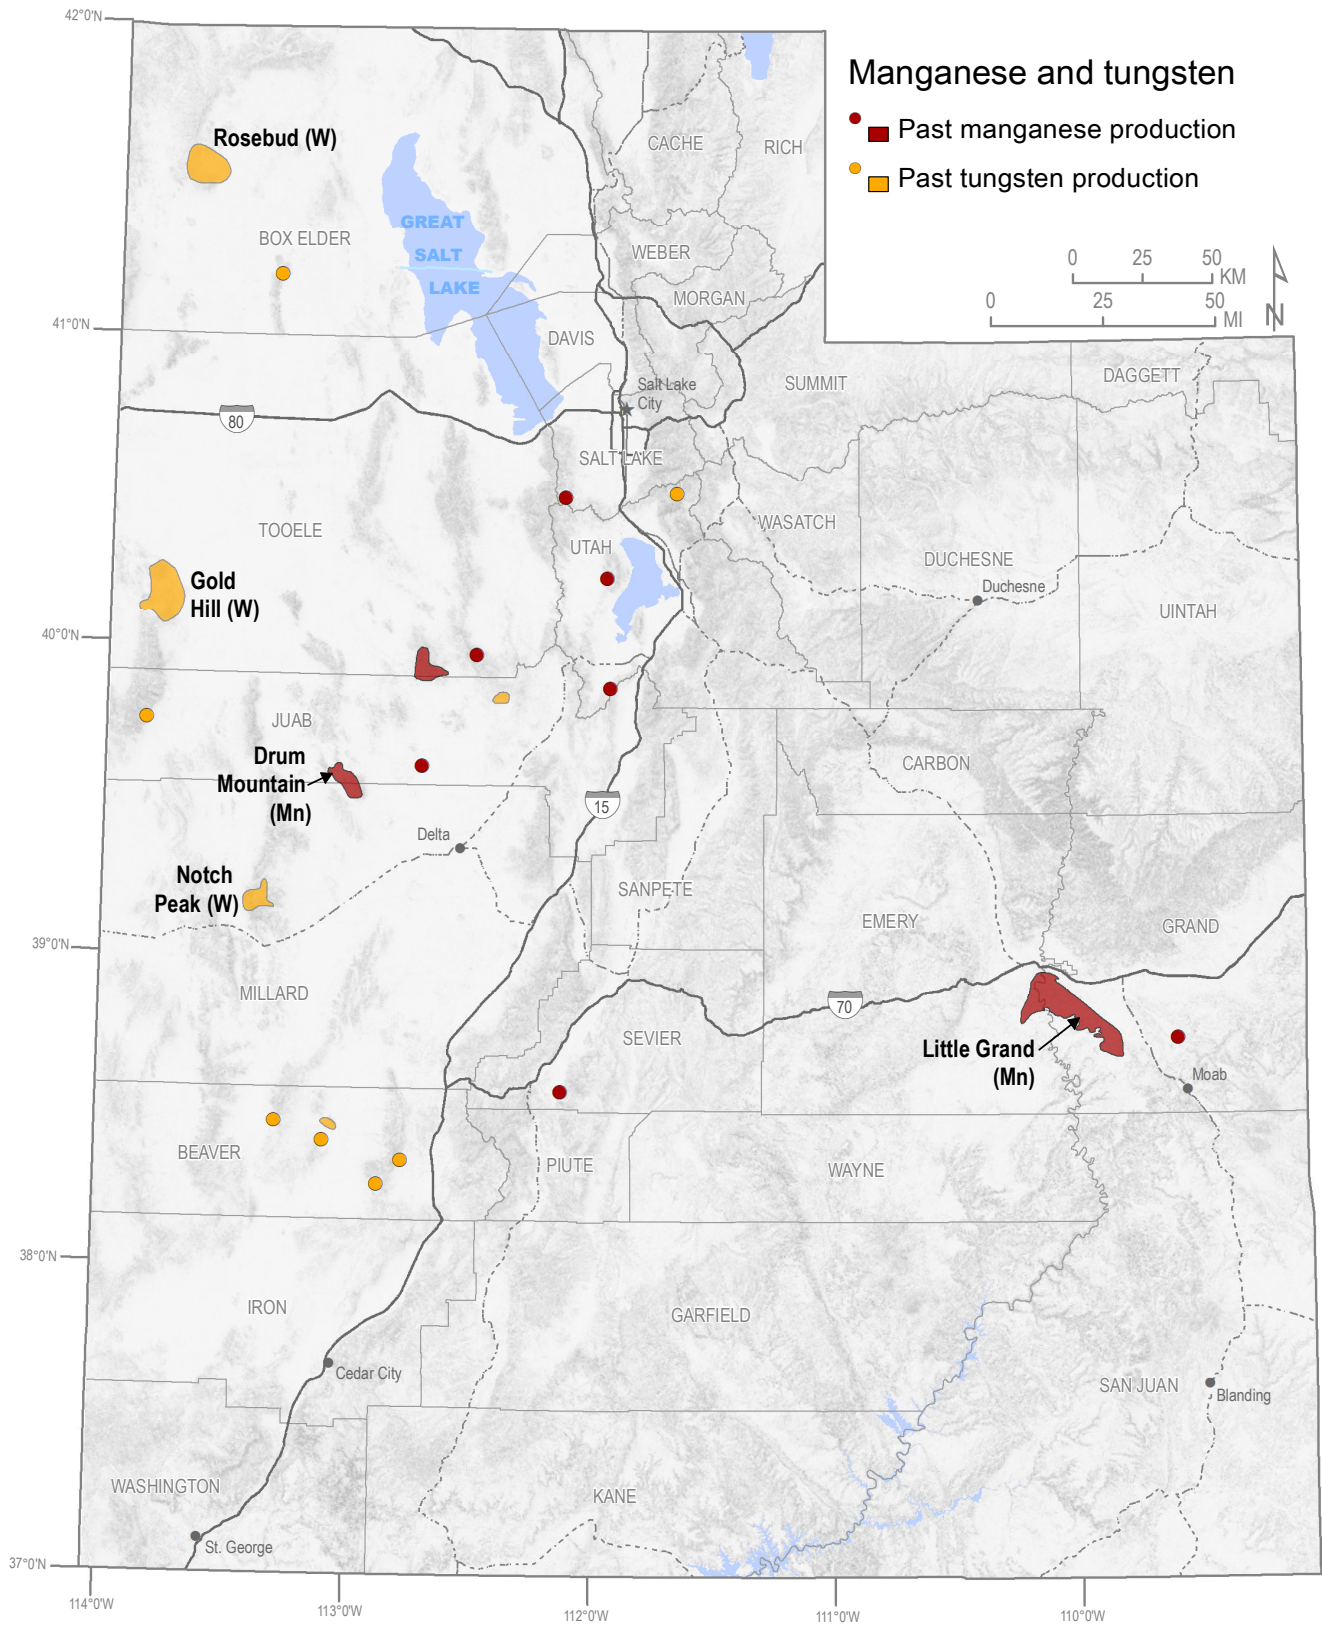 42°0'N
Manganese and tungsten
Past manganese production
Past tungsten production
Rosebud (W)
CACHE
RICH
GREAT
SALT
LAKE
BOX ELDER
WEBER
MORGAN
0 25 50
KM
0 25 50
MI
N
41°0'N
DAVIS
Salt Lake
City
SUMMIT
DAGGETT
80
SALT LAKE
TOOELE
WASATCH
UTAH
DUCHESNE
Duchesne
UINTAH
Gold
Hill (W)
40°0'N
JUAB
Drum
Mountain
(Mn)
CARBON
15
Delta
Notch
Peak (W)
SANPETE
EMERY
GRAND
39°0'N
MILLARD
70
SEVIER
Little Grand
(Mn)
Moab
BEAVER
PIUTE
WAYNE
38°0'N
IRON
GARFIELD
Cedar City
SAN JUAN
Blanding
WASHINGTON
KANE
St. George
37°0'N
114°0'W
113°0'W
112°0'W
111°0'W
110°0'W